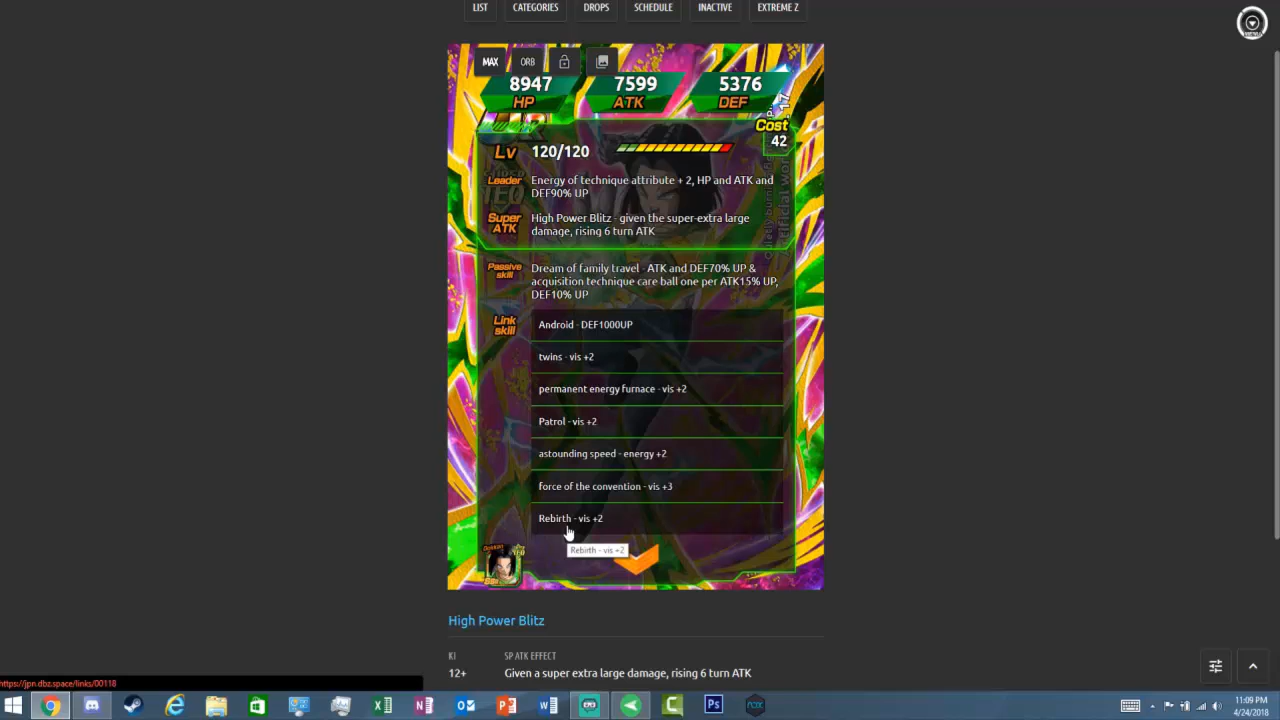 LIST CATEGORIES DROPS SCHEDULE INACTIVE EXTREME Z
MENU
MAX ORB
8947 7599 5376
HP ATK DEF
Cost
42
Lv 120/120
Leader Energy of technique attribute + 2, HP and ATK and
DEF90% UP
Super ATK High Power Blitz - given the super-extra large
damage, rising 6 turn ATK
Passive skill Dream of family travel - ATK and DEF70% UP &
acquisition technique care ball one per ATK15% UP,
DEF10% UP
Link skill Android - DEF1000UP
twins - vis +2
permanent energy furnace - vis +2
Patrol - vis +2
astounding speed - energy +2
force of the convention - vis +3
Rebirth - vis +2
Rebirth - vis +2
High Power Blitz
KI SP ATK EFFECT
12+ Given a super extra large damage, rising 6 turn ATK
https://jpn.dbz.space/links/00118
11:09 PM
4/24/2018